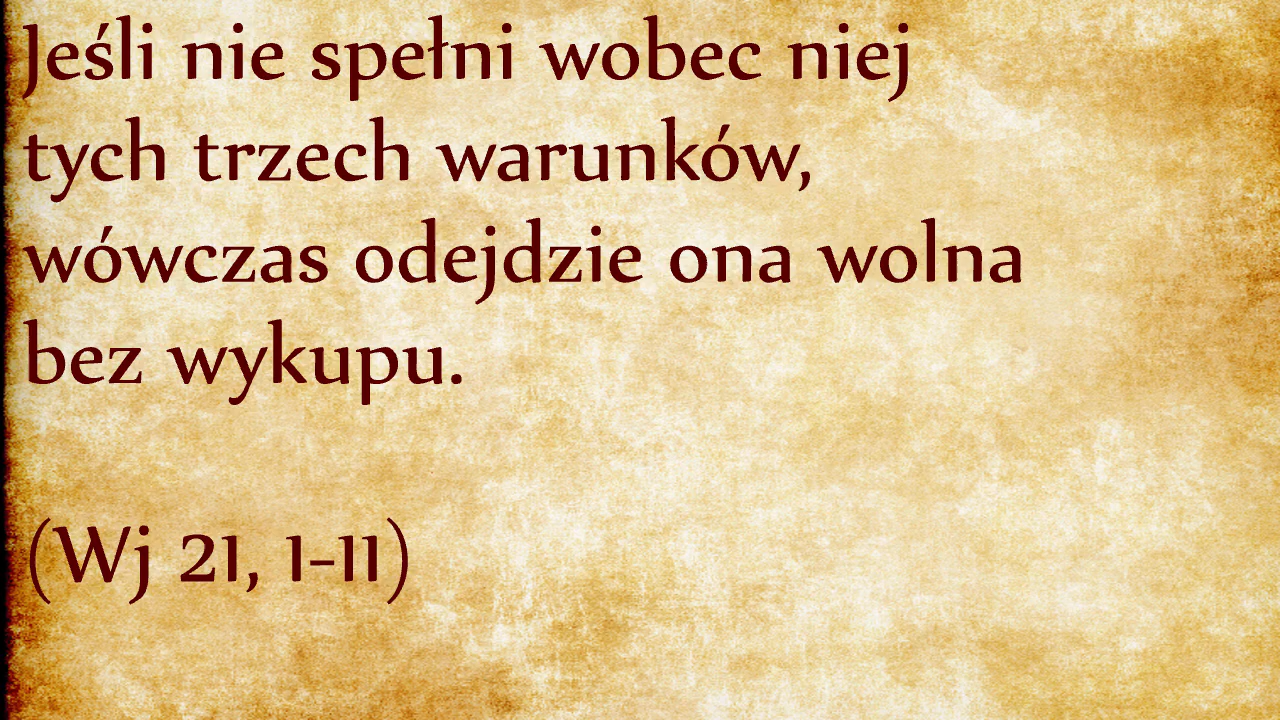 Jeśli nie spełni wobec niej
tych trzech warunków,
wówczas odejdzie ona wolna
bez wykupu.
(Wj 21, 1-11)